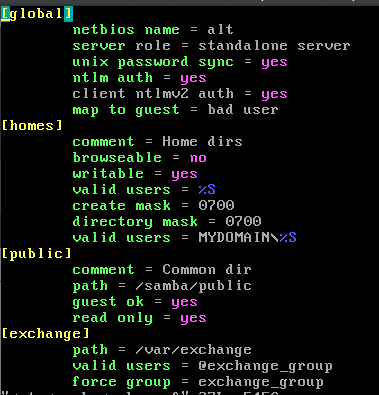 [global]
netbios name = alt
server role = standalone server
unix password sync = yes
ntlm auth = yes
client ntlmv2 auth = yes
map to guest = bad user
[homes]
comment = Home dirs
browseable = no
writable = yes
valid users = %S
create mask = 0700
directory mask = 0700
valid users = MYDOMAIN\%S
[public]
comment = Common dir
path = /samba/public
guest ok = yes
read only = yes
[exchange]
path = /var/exchange
valid users = @exchange_group
force group = exchange_group